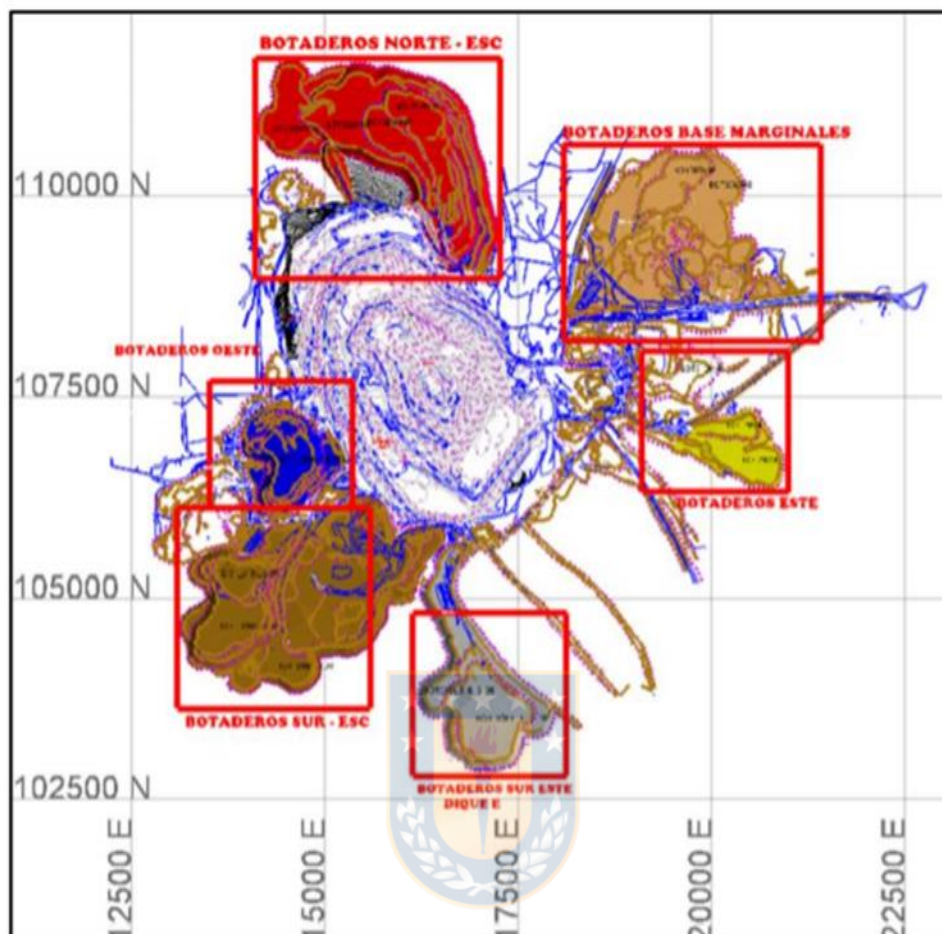 BOTADEROS NORTE - ESC
BOTADEROS BASE MARGINALES
110000 N
BOTADEROS OESTE
107500 N
BOTADEROS ESTE
105000 N
BOTADEROS SUR - ESC
BOTADEROS SUR ESTE
DIQUE E
102500 N
12500 E
15000 E
17500 E
20000 E
22500 E